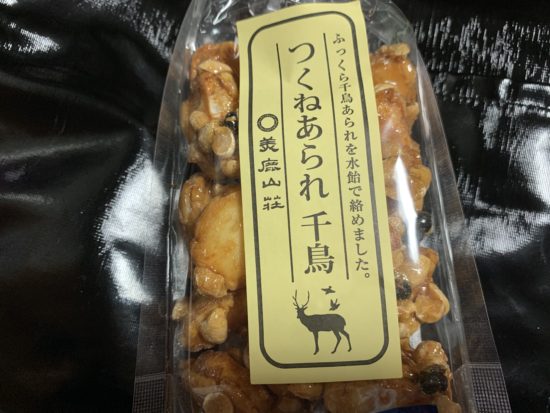 ふっくら千鳥あられを水飴で絡めました。
つくねあられ 千鳥
美鹿山荘